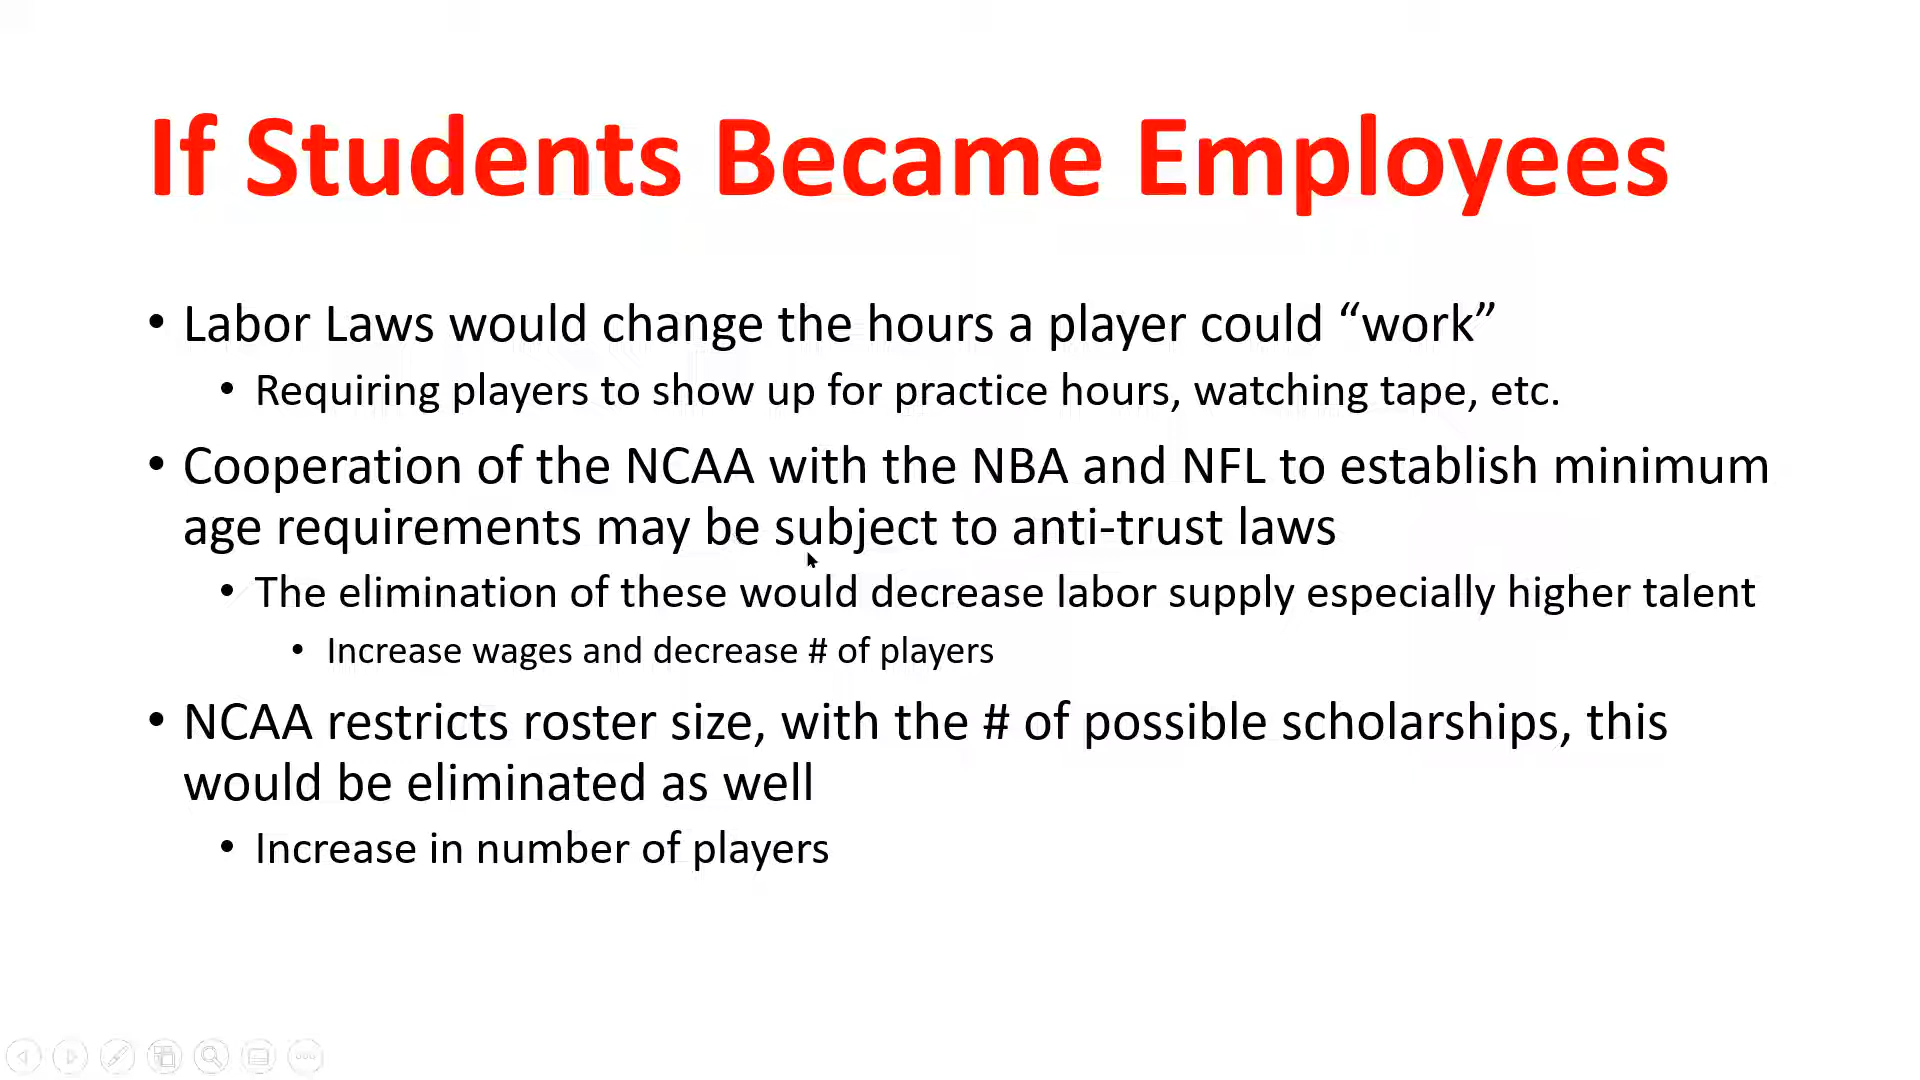 If Students Became Employees
• Labor Laws would change the hours a player could “work”
• Requiring players to show up for practice hours, watching tape, etc.
• Cooperation of the NCAA with the NBA and NFL to establish minimum
age requirements may be subject to anti-trust laws
• The elimination of these would decrease labor supply especially higher talent
• Increase wages and decrease # of players
• NCAA restricts roster size, with the # of possible scholarships, this
would be eliminated as well
• Increase in number of players